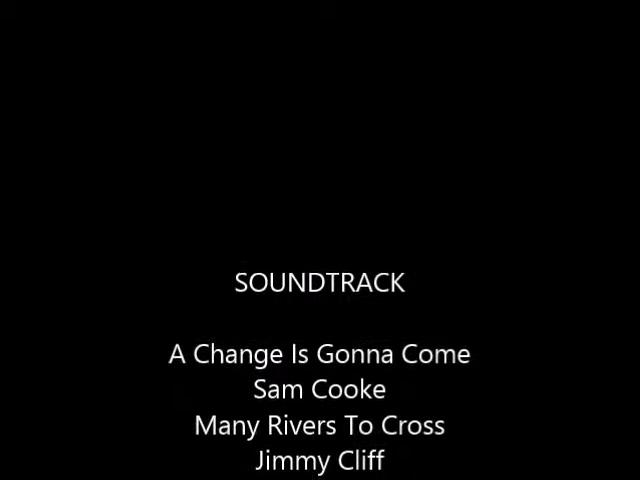 SOUNDTRACK
A Change Is Gonna Come
Sam Cooke
Many Rivers To Cross
Jimmy Cliff